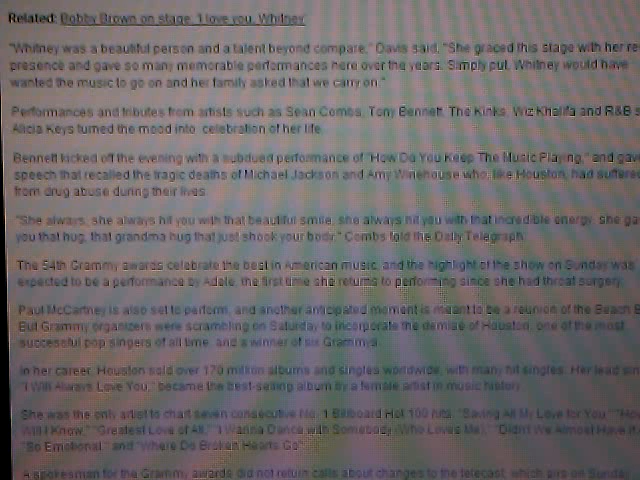 Related: Bobby Brown on stage, 'I love you, Whitney'
"Whitney was a beautiful person and a talent beyond compare," Davis said. "She graced this stage with her re
presence and gave so many memorable performances here over the years. Simply put, Whitney would have
wanted the music to go on and her family asked that we carry on."
Performances and tributes from artists such as Sean Combs, Tony Bennett, The Kinks, Wiz Khalifa and R&B s
Alicia Keys turned the mood into celebration of her life.
Bennett kicked off the evening with a subdued performance of "How Do You Keep The Music Playing," and gave
speech that recalled the tragic deaths of Michael Jackson and Amy Winehouse who, like Houston, had suffered
from drug abuse during their lives.
"She always, she always hit you with that beautiful smile, she always hit you with that incredible energy, she ga
you that hug, that grandma hug that just shook your body," Combs told the Daily Telegraph.
The 54th Grammy awards celebrate the best in American music, and the highlight of the show on Sunday was
expected to be a performance by Adele, the first time she returns to performing since she had throat surgery.
Paul McCartney is also set to perform, and another anticipated moment is meant to be a reunion of the Beach B
But Grammy organizers were scrambling on Saturday to incorporate the demise of Houston, one of the most
successful pop singers of all time, and a winner of six Grammys.
In her career, Houston sold over 170 million albums and singles worldwide, with many hit singles. Her lead sin
"I Will Always Love You," became the best-selling album by a female artist in music history.
She was the only artist to chart seven consecutive No. 1 Billboard Hot 100 hits, "Saving All My Love for You," "Ho
Will I Know," "Greatest Love of All," "I Wanna Dance with Somebody (Who Loves Me)," "Didn't We Almost Have It
"So Emotional," and "Where Do Broken Hearts Go".
A spokesman for the Grammy awards did not return calls about changes to the telecast, which airs on Sunday